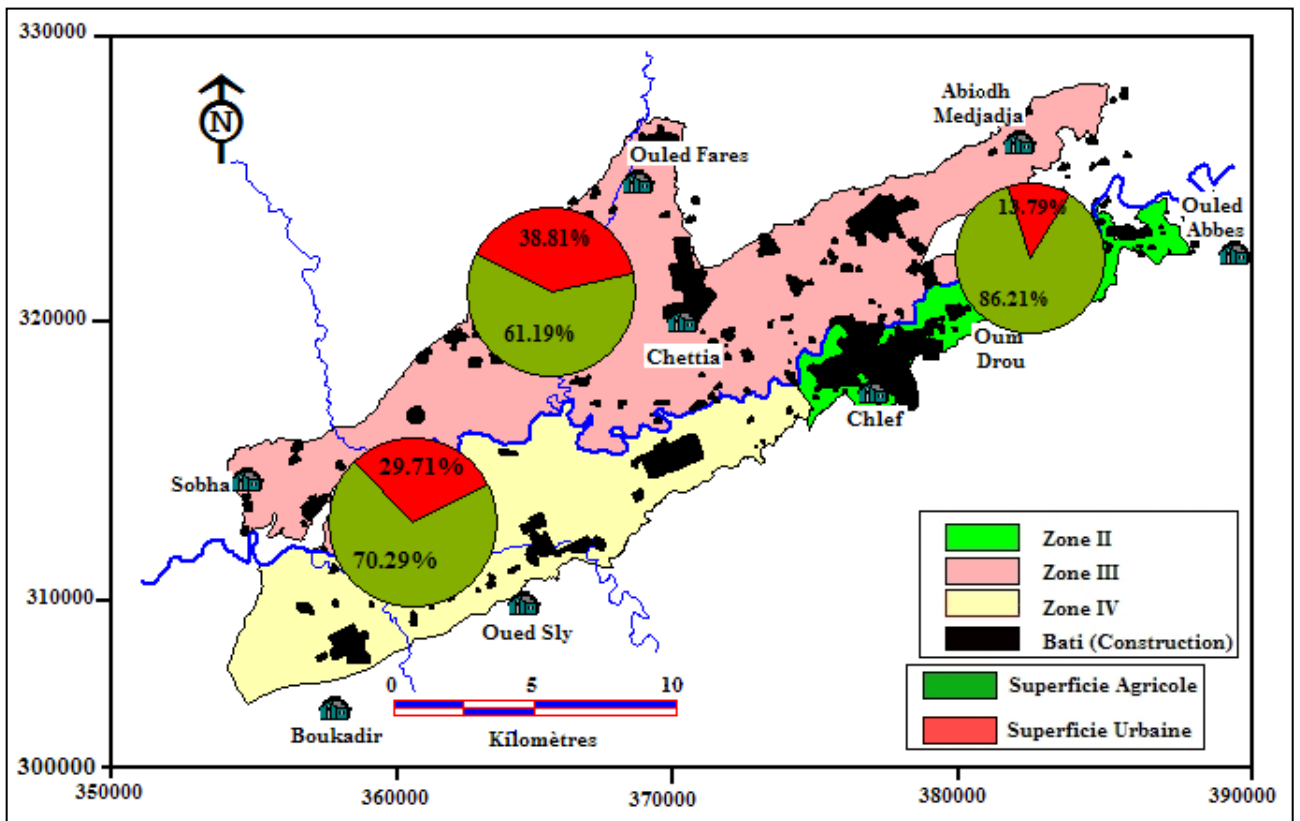 330000
320000
310000
300000
350000
360000
370000
380000
390000
N
Abiodh
Medjadja
Ouled Fares
Ouled
Abbes
38.81%
61.19%
13.79%
86.21%
Oum
Drou
Chettia
Chlef
Sobha
29.71%
70.29%
Oued Sly
Boukadir
0
5
10
Kilomètres
Zone II
Zone III
Zone IV
Bati (Construction)
Superficie Agricole
Superficie Urbaine